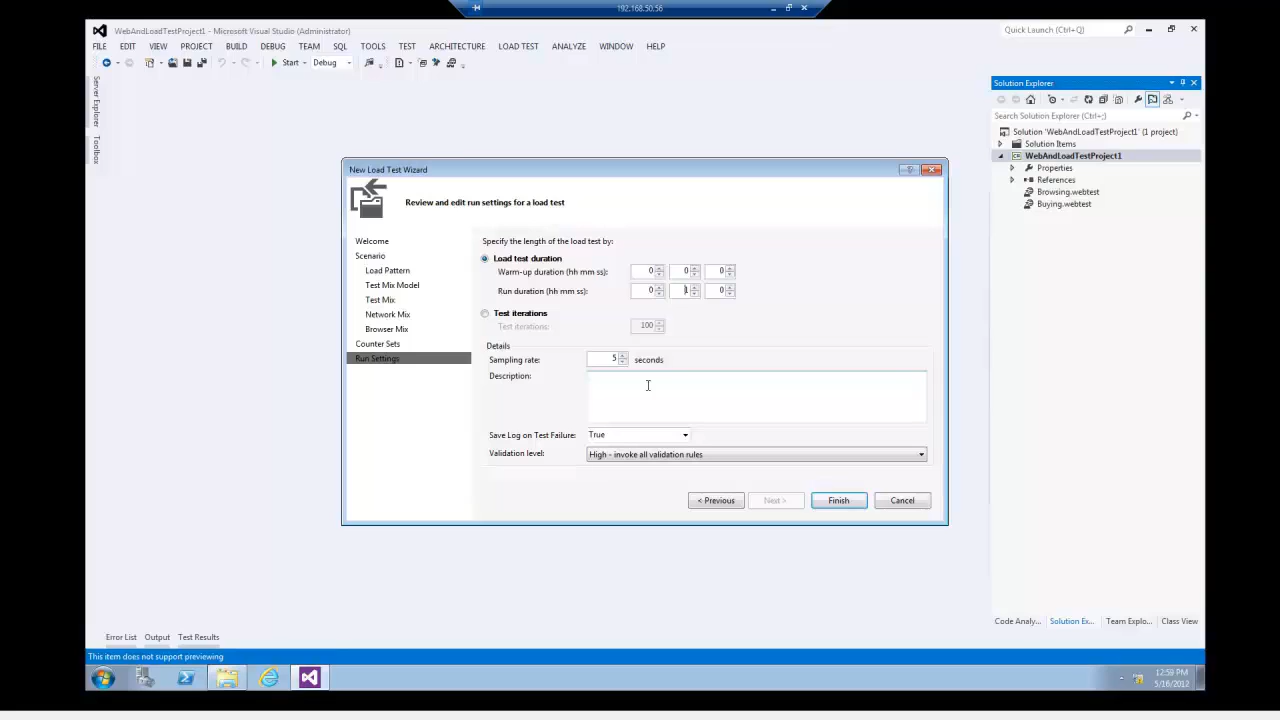 192.168.50.56
WebAndLoadTestProject1 - Microsoft Visual Studio (Administrator)
Quick Launch (Ctrl+Q)
FILE EDIT VIEW PROJECT BUILD DEBUG TEAM SQL TOOLS TEST ARCHITECTURE LOAD TEST ANALYZE WINDOW HELP
Start Debug
Server Explorer
Toolbox
Solution Explorer
Search Solution Explorer (Ctrl+;)
Solution 'WebAndLoadTestProject1' (1 project)
Solution Items
WebAndLoadTestProject1
Properties
References
Browsing.webtest
Buying.webtest
New Load Test Wizard
Review and edit run settings for a load test
Welcome
Scenario
Load Pattern
Test Mix Model
Test Mix
Network Mix
Browser Mix
Counter Sets
Run Settings
Specify the length of the load test by:
Load test duration
Warm-up duration (hh mm ss): 0 0 0
Run duration (hh mm ss): 0 1 0
Test iterations
Test iterations: 100
Details
Sampling rate: 5 seconds
Description:
Save Log on Test Failure: True
Validation level: High - invoke all validation rules
< Previous Next > Finish Cancel
Code Analy... Solution Ex... Team Explo... Class View
Error List Output Test Results
This item does not support previewing
12:59 PM
5/16/2012